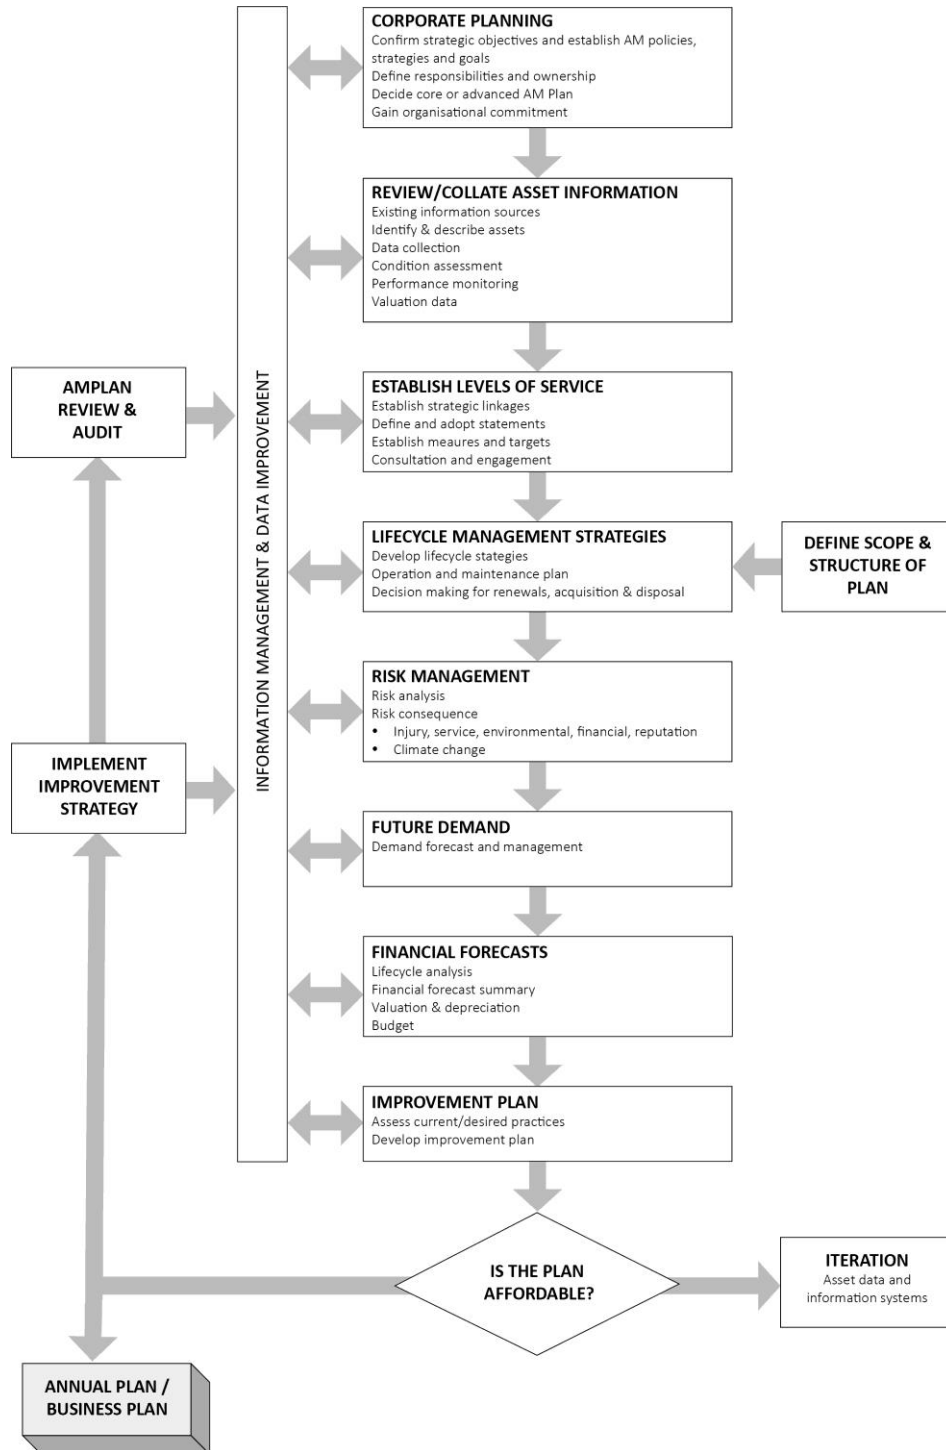 CORPORATE PLANNING
Confirm strategic objectives and establish AM policies,
strategies and goals
Define responsibilities and ownership
Decide core or advanced AM Plan
Gain organisational commitment
REVIEW/COLLATE ASSET INFORMATION
Existing information sources
Identify & describe assets
Data collection
Condition assessment
Performance monitoring
Valuation data
INFORMATION MANAGEMENT & DATA IMPROVEMENT
AMPLAN
REVIEW &
AUDIT
ESTABLISH LEVELS OF SERVICE
Establish strategic linkages
Define and adopt statements
Establish measures and targets
Consultation and engagement
LIFECYCLE MANAGEMENT STRATEGIES
Develop lifecycle stategies
Operation and maintenance plan
Decision making for renewals, acquisition & disposal
DEFINE SCOPE &
STRUCTURE OF
PLAN
RISK MANAGEMENT
Risk analysis
Risk consequence
• Injury, service, environmental, financial, reputation
• Climate change
IMPLEMENT
IMPROVEMENT
STRATEGY
FUTURE DEMAND
Demand forecast and management
FINANCIAL FORECASTS
Lifecycle analysis
Financial forecast summary
Valuation & depreciation
Budget
IMPROVEMENT PLAN
Assess current/desired practices
Develop improvement plan
IS THE PLAN
AFFORDABLE?
ITERATION
Asset data and
information systems
ANNUAL PLAN /
BUSINESS PLAN